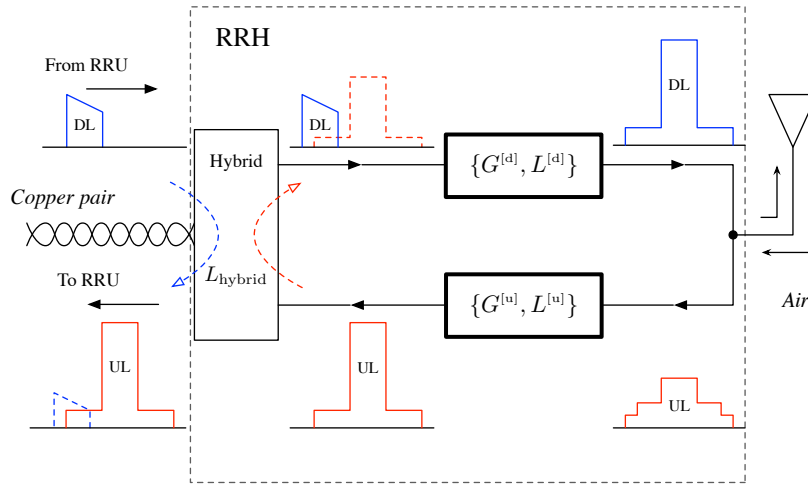 RRH
From RRU
DL
DL
DL
Hybrid
{G^[d], L^[d]}
Copper pair
L_hybrid
To RRU
{G^[u], L^[u]}
Air
UL
UL
UL